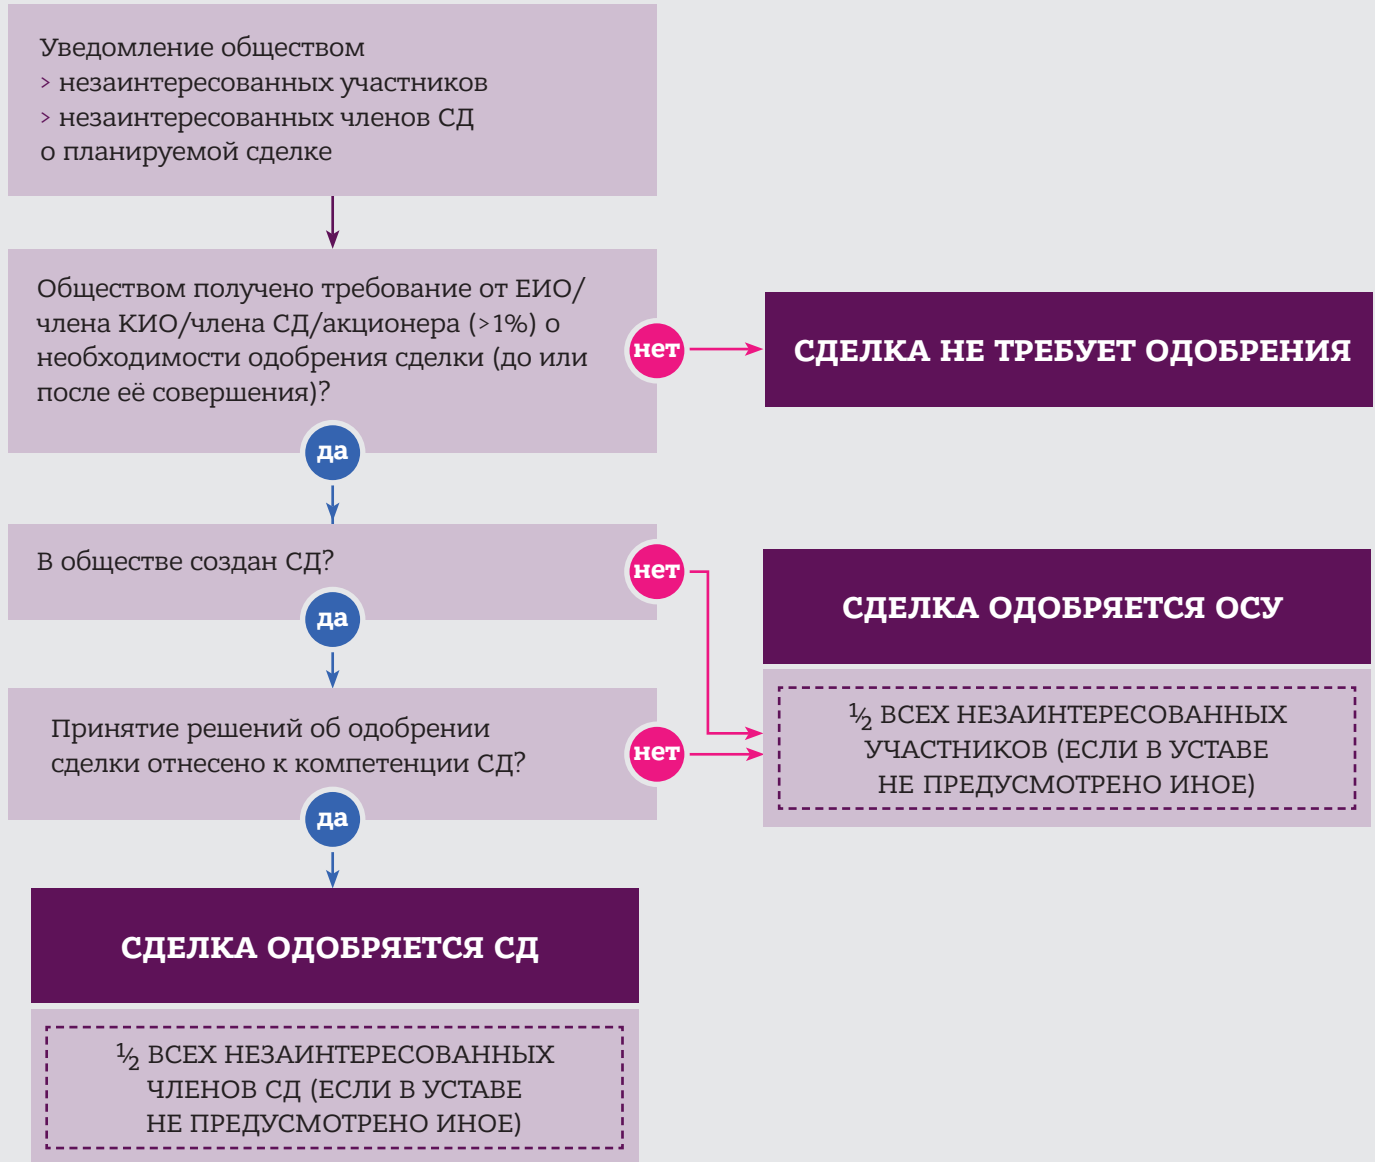 Уведомление обществом
> незаинтересованных участников
> незаинтересованных членов СД
о планируемой сделке
Обществом получено требование от ЕИО/
члена КИО/члена СД/акционера (>1%) о
необходимости одобрения сделки (до или
после её совершения)?
нет
СДЕЛКА НЕ ТРЕБУЕТ ОДОБРЕНИЯ
да
В обществе создан СД?
нет
СДЕЛКА ОДОБРЯЕТСЯ ОСУ
да
½ ВСЕХ НЕЗАИНТЕРЕСОВАННЫХ
УЧАСТНИКОВ (ЕСЛИ В УСТАВЕ
НЕ ПРЕДУСМОТРЕНО ИНОЕ)
Принятие решений об одобрении
сделки отнесено к компетенции СД?
нет
да
СДЕЛКА ОДОБРЯЕТСЯ СД
½ ВСЕХ НЕЗАИНТЕРЕСОВАННЫХ
ЧЛЕНОВ СД (ЕСЛИ В УСТАВЕ
НЕ ПРЕДУСМОТРЕНО ИНОЕ)